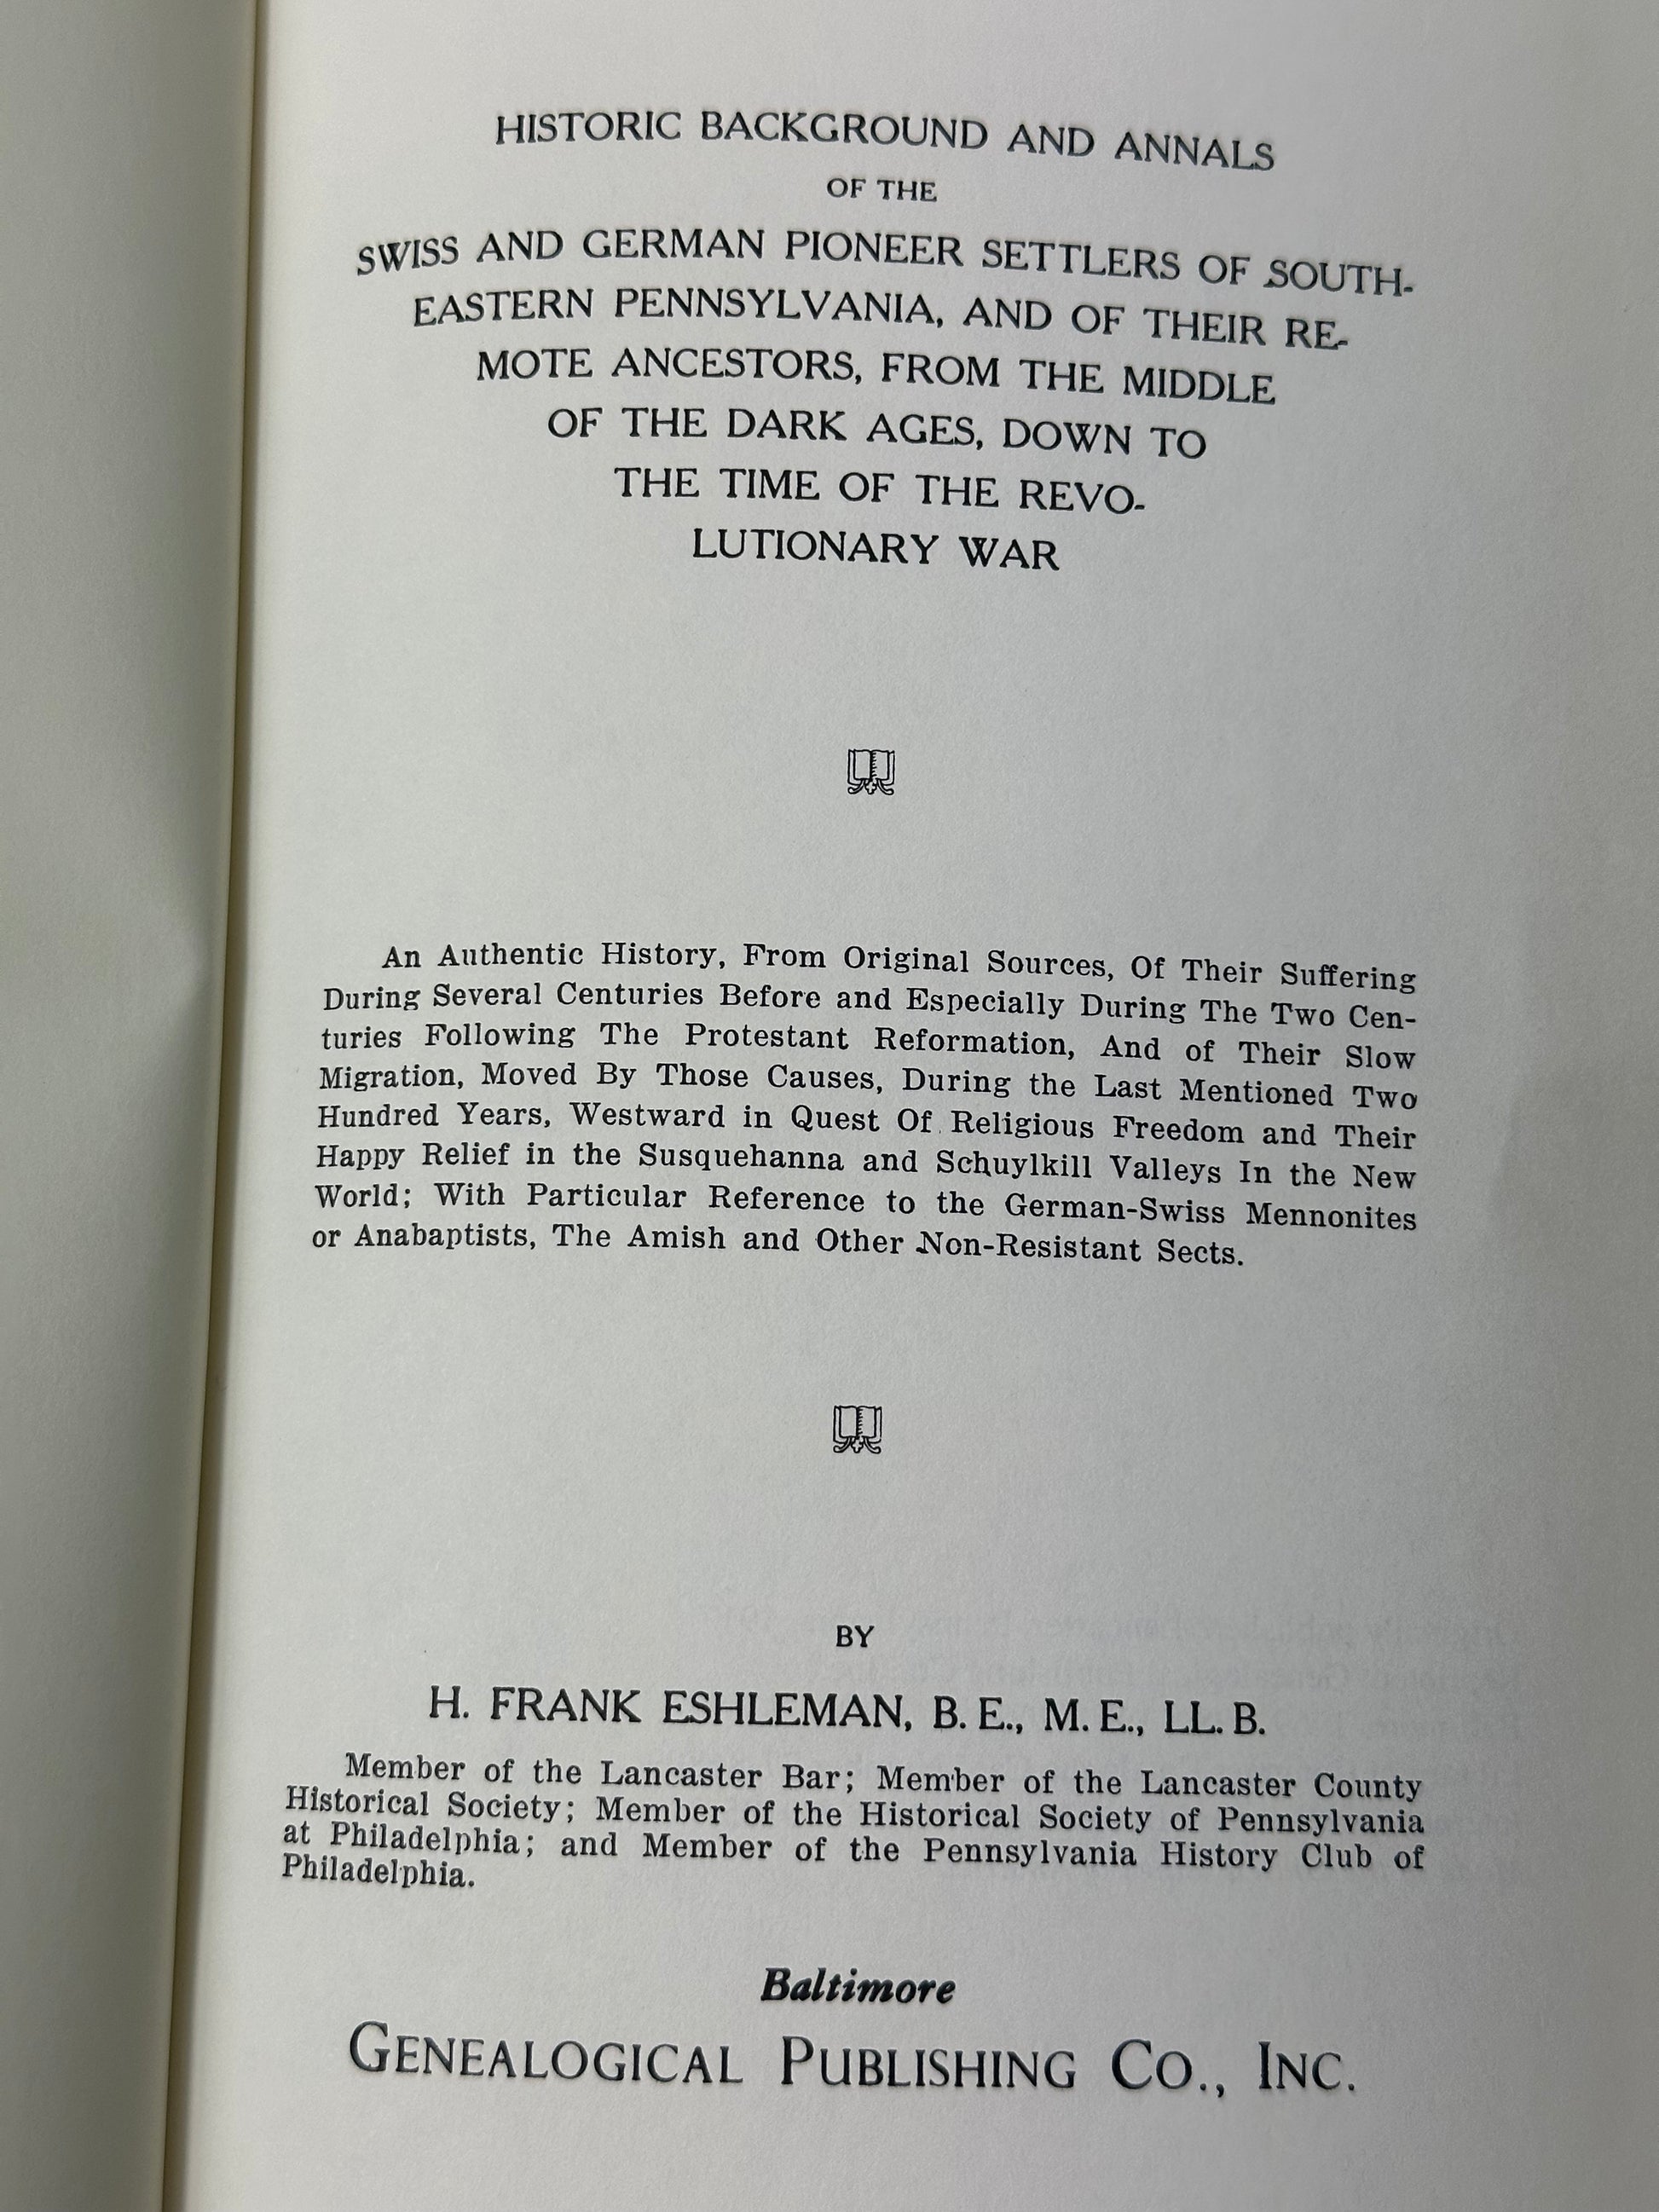 HISTORIC BACKGROUND AND ANNALS
OF THE
SWISS AND GERMAN PIONEER SETTLERS OF SOUTH-
EASTERN PENNSYLVANIA, AND OF THEIR RE-
MOTE ANCESTORS, FROM THE MIDDLE
OF THE DARK AGES, DOWN TO
THE TIME OF THE REVO-
LUTIONARY WAR
An Authentic History, From Original Sources, Of Their Suffering
During Several Centuries Before and Especially During The Two Cen-
turies Following The Protestant Reformation, And of Their Slow
Migration, Moved By Those Causes, During the Last Mentioned Two
Hundred Years, Westward in Quest Of Religious Freedom and Their
Happy Relief in the Susquehanna and Schuylkill Valleys In the New
World; With Particular Reference to the German-Swiss Mennonites
or Anabaptists, The Amish and Other Non-Resistant Sects.
BY
H. FRANK ESHLEMAN, B. E., M. E., LL. B.
Member of the Lancaster Bar; Member of the Lancaster County
Historical Society; Member of the Historical Society of Pennsylvania
at Philadelphia; and Member of the Pennsylvania History Club of
Philadelphia.
Baltimore
GENEALOGICAL PUBLISHING CO., INC.